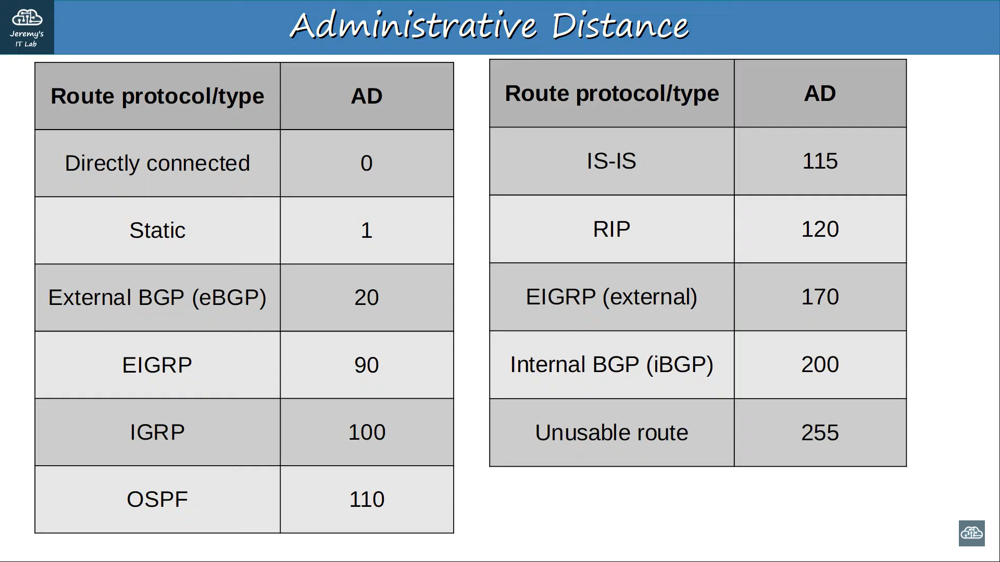 Jeremy's
IT Lab
Administrative Distance
Route protocol/type AD
Directly connected 0
Static 1
External BGP (eBGP) 20
EIGRP 90
IGRP 100
OSPF 110
Route protocol/type AD
IS-IS 115
RIP 120
EIGRP (external) 170
Internal BGP (iBGP) 200
Unusable route 255